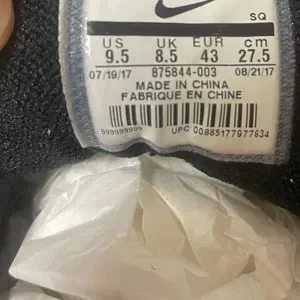 SQ
US UK EUR cm
9.5 8.5 43 27.5
07/19/17 875844-003 08/21/17
MADE IN CHINA
FABRIQUE EN CHINE
9999999999
UPC 00885177977634